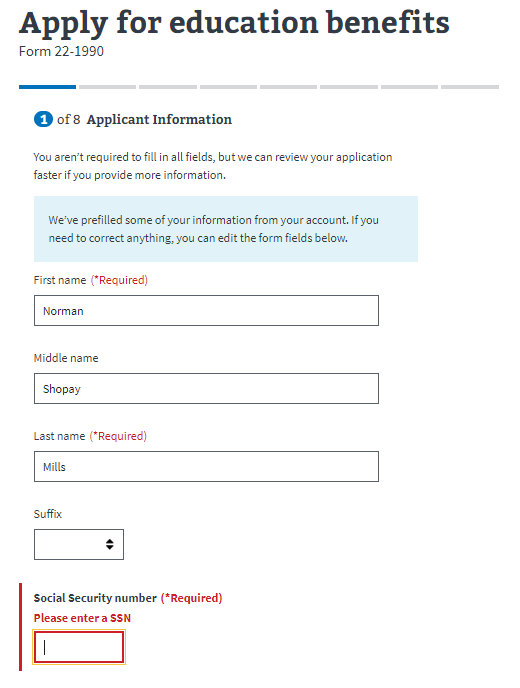 Apply for education benefits
Form 22-1990
1 of 8 Applicant Information
You aren’t required to fill in all fields, but we can review your application
faster if you provide more information.
We’ve prefilled some of your information from your account. If you
need to correct anything, you can edit the form fields below.
First name (*Required)
Norman
Middle name
Shopay
Last name (*Required)
Mills
Suffix
Social Security number (*Required)
Please enter a SSN